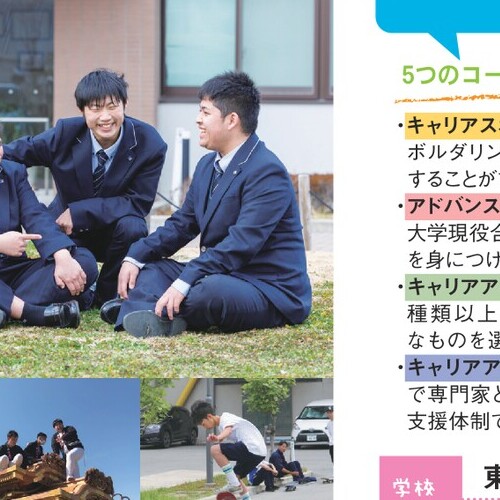 5つのコー
・キャリアス
ボルダリン
することが
・アドバンス
大学現役合
を身につけ
・キャリアア
種類以上
なものを選
・キャリアア
で専門家と
支援体制で
学校
東